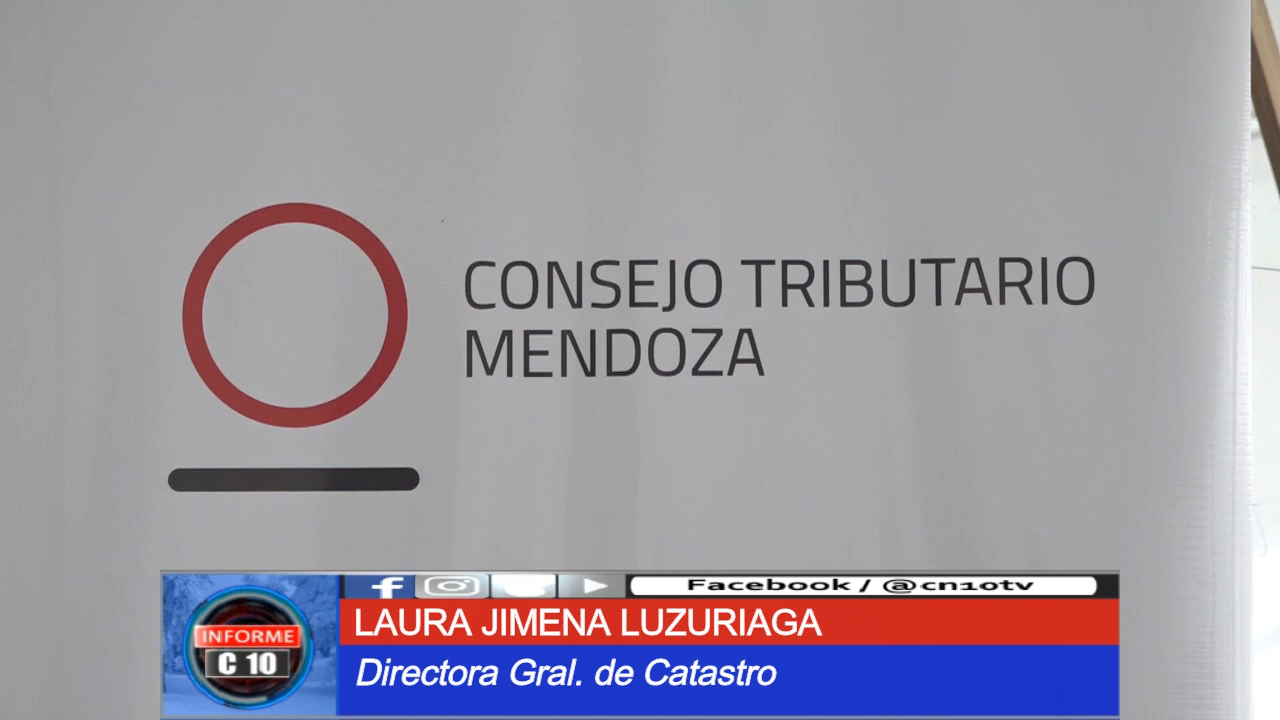 CONSEJO TRIBUTARIO
MENDOZA
Facebook / @cn10tv
INFORME
C 10
LAURA JIMENA LUZURIAGA
Directora Gral. de Catastro